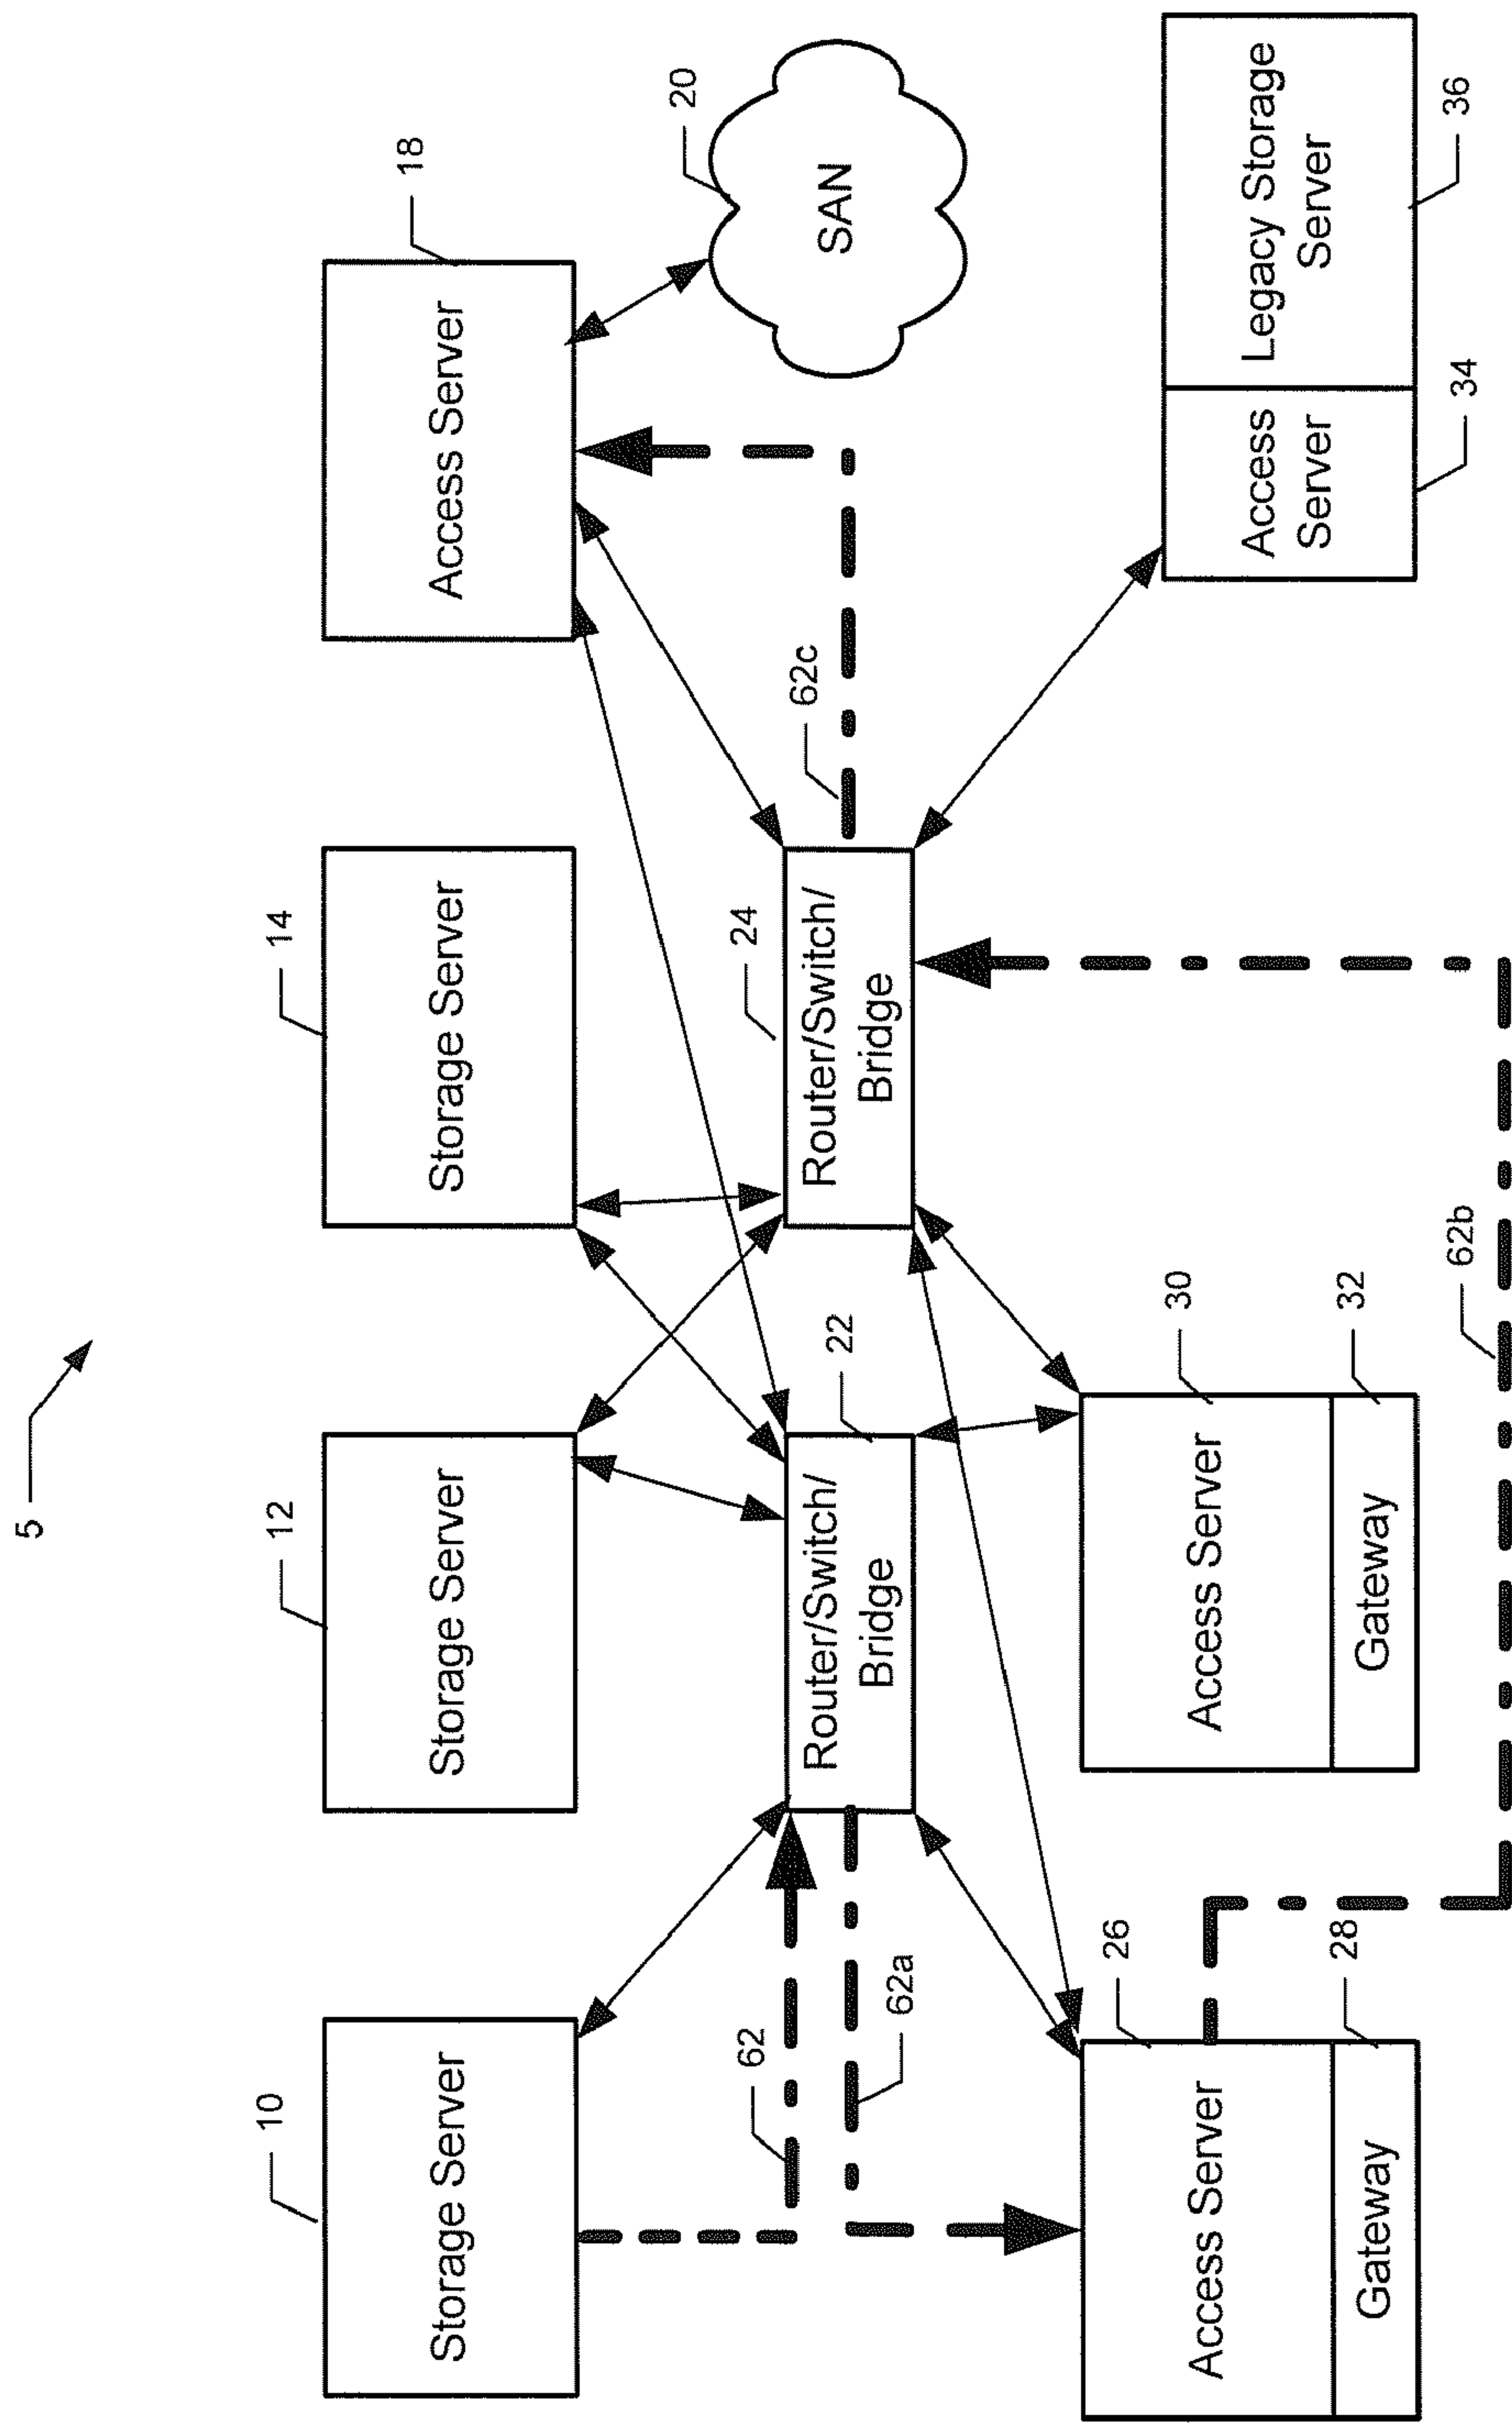 5
10
Storage Server
12
Storage Server
14
Storage Server
18
Access Server
62
62a
22
Router/Switch/
Bridge
24
Router/Switch/
Bridge
62c
20
SAN
26
Access Server
28
Gateway
30
Access Server
32
Gateway
62b
Access
Server
34
Legacy Storage
Server
36